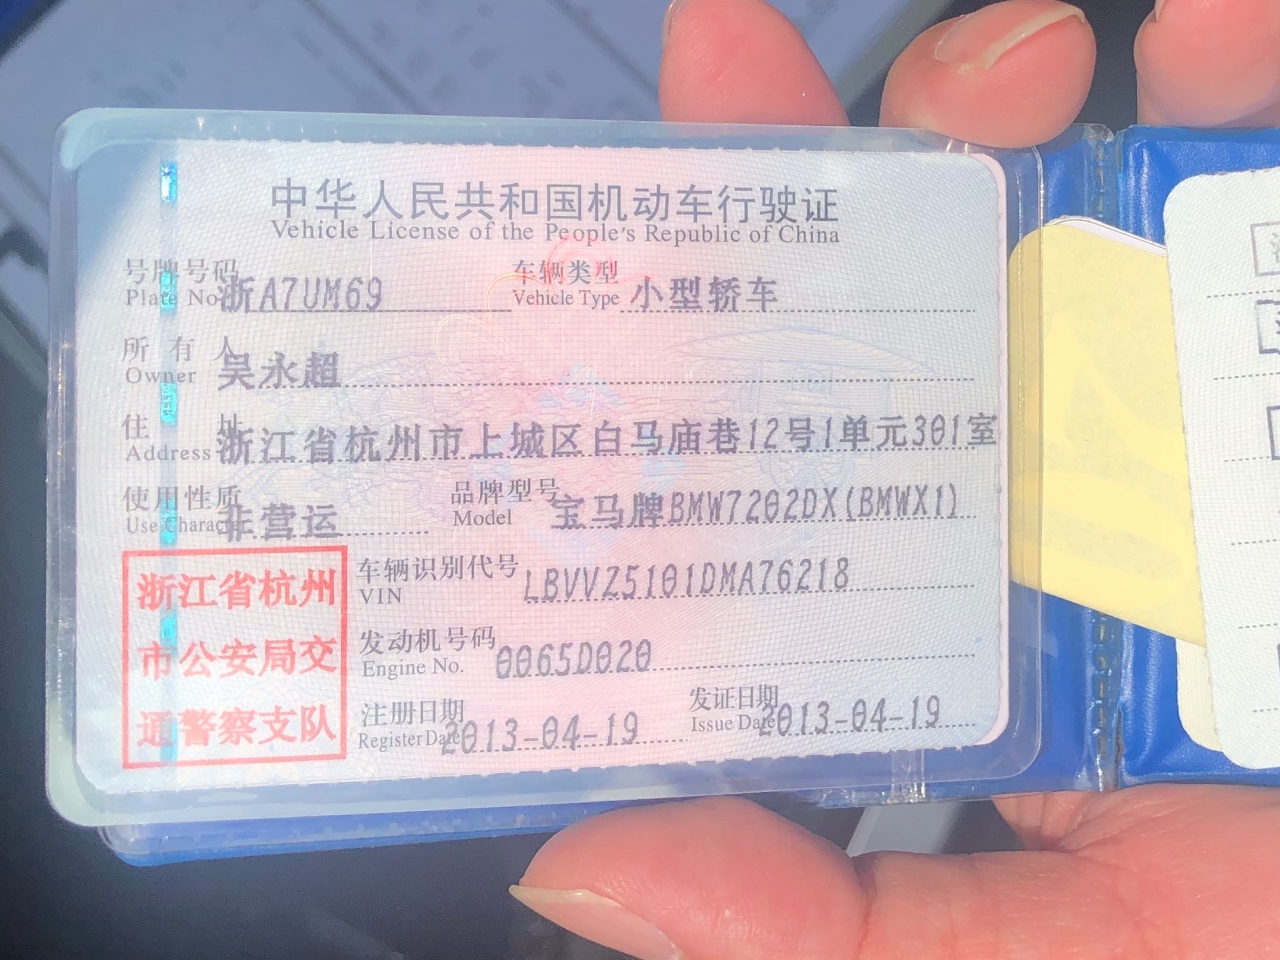 中华人民共和国机动车行驶证
Vehicle License of the People's Republic of China
号牌号码 浙A7UM69 车辆类型 小型轿车
Plate No. Vehicle Type
所有人 吴永超
Owner
住址 浙江省杭州市上城区白马庙巷12号1单元301室
Address
使用性质 非营运 品牌型号 宝马牌BMW7202DX(BMWX1)
Use Character Model
浙江省杭州
市公安局交
通警察支队
车辆识别代号 LBVVZ5101DMA76218
VIN
发动机号码 0065D020
Engine No.
注册日期 2013-04-19 发证日期 2013-04-19
Register Date Issue Date